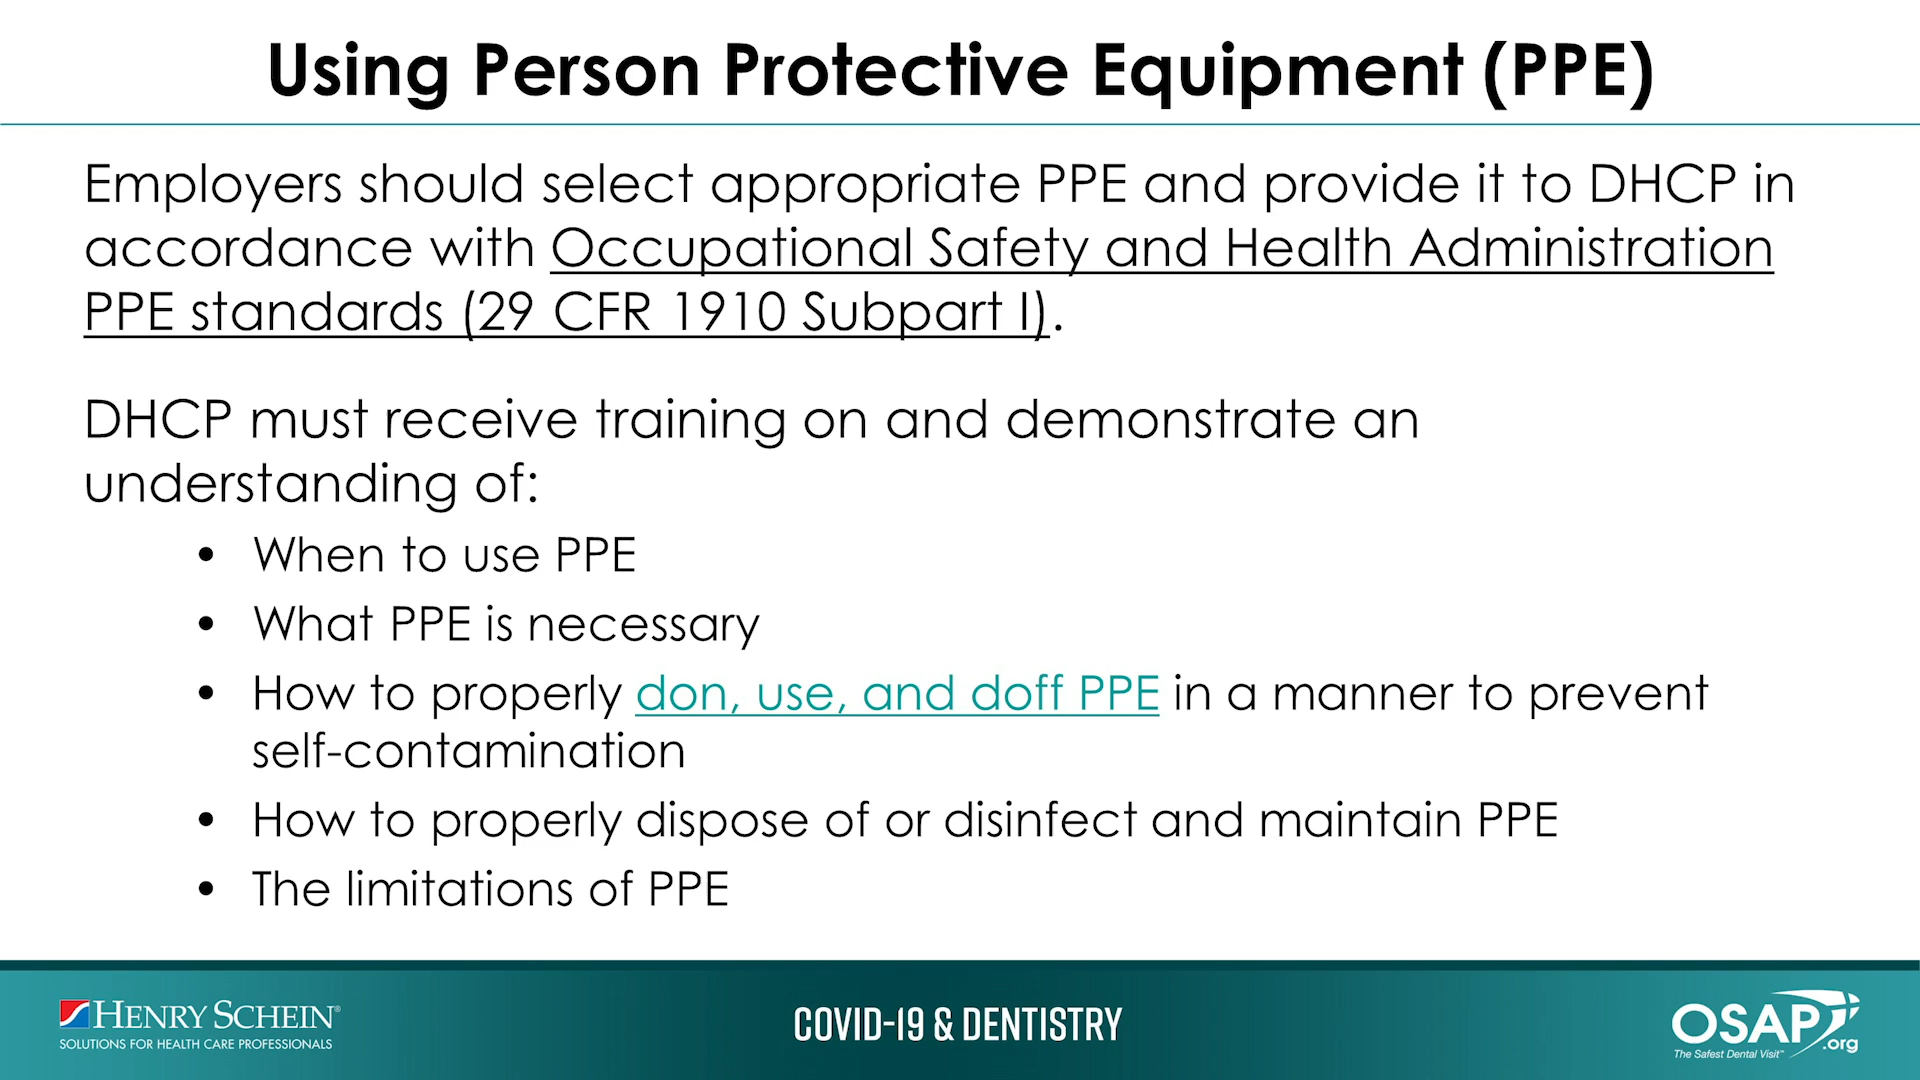 Using Person Protective Equipment (PPE)
Employers should select appropriate PPE and provide it to DHCP in
accordance with Occupational Safety and Health Administration
PPE standards (29 CFR 1910 Subpart I).
DHCP must receive training on and demonstrate an
understanding of:
• When to use PPE
• What PPE is necessary
• How to properly don, use, and doff PPE in a manner to prevent
self-contamination
• How to properly dispose of or disinfect and maintain PPE
• The limitations of PPE
HENRY SCHEIN®
SOLUTIONS FOR HEALTH CARE PROFESSIONALS
COVID-19 & DENTISTRY
OSAP
.org
The Safest Dental Visit™